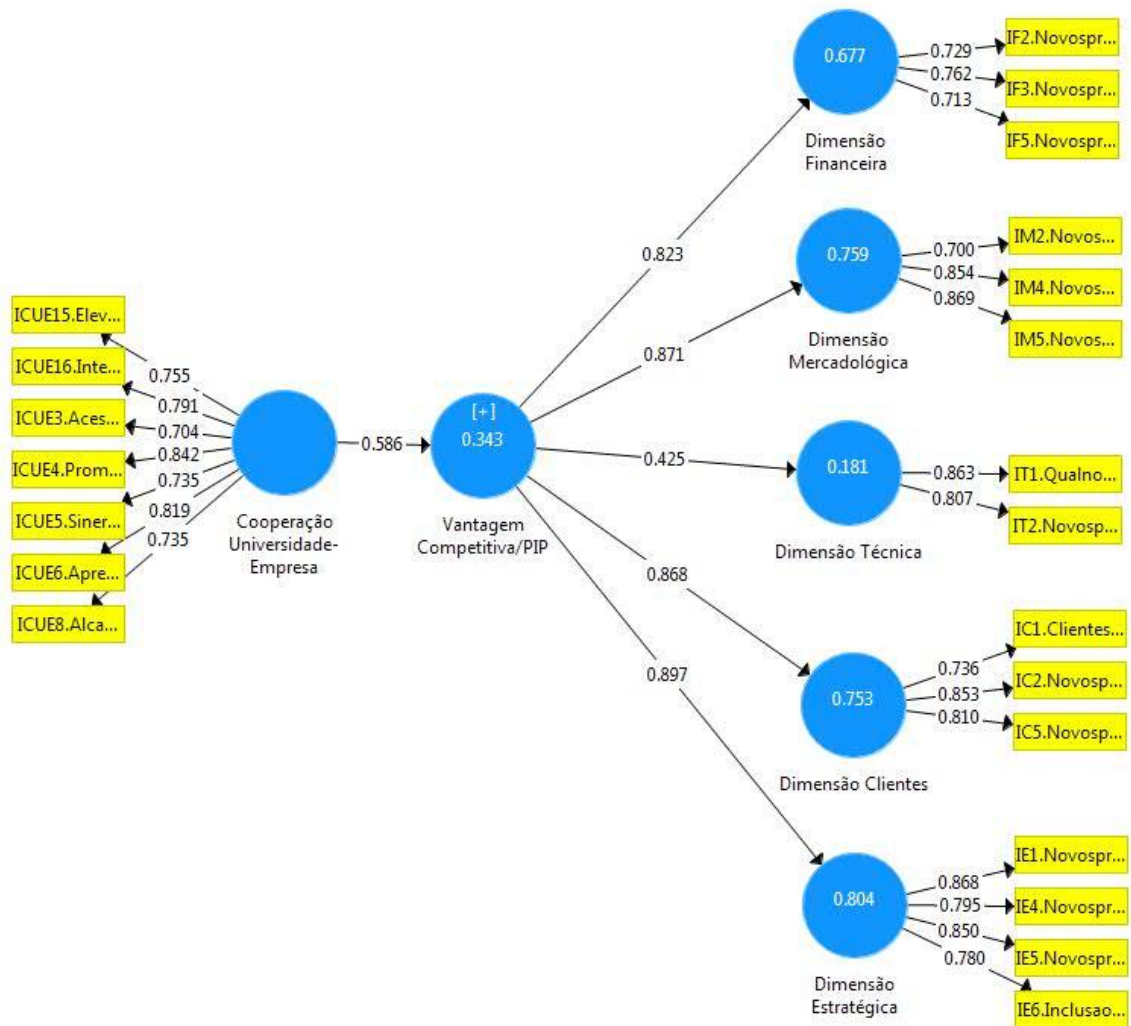 ICUE15.Elev...
ICUE16.Inte...
ICUE3.Aces...
ICUE4.Prom...
ICUE5.Siner...
ICUE6.Apre...
ICUE8.Alca...
0.755
0.791
0.704
0.842
0.735
0.819
0.735
Cooperação
Universidade-
Empresa
0.586
[+]
0.343
Vantagem
Competitiva/PIP
0.823
0.871
0.425
0.868
0.897
0.677
Dimensão
Financeira
0.729
0.762
0.713
IF2.Novospr...
IF3.Novospr...
IF5.Novospr...
0.759
Dimensão
Mercadológica
0.700
0.854
0.869
IM2.Novos...
IM4.Novos...
IM5.Novos...
0.181
Dimensão Técnica
0.863
0.807
IT1.Qualno...
IT2.Novosp...
0.753
Dimensão Clientes
0.736
0.853
0.810
IC1.Clientes...
IC2.Novosp...
IC5.Novosp...
0.804
Dimensão
Estratégica
0.868
0.795
0.850
0.780
IE1.Novospr...
IE4.Novospr...
IE5.Novospr...
IE6.Inclusao...